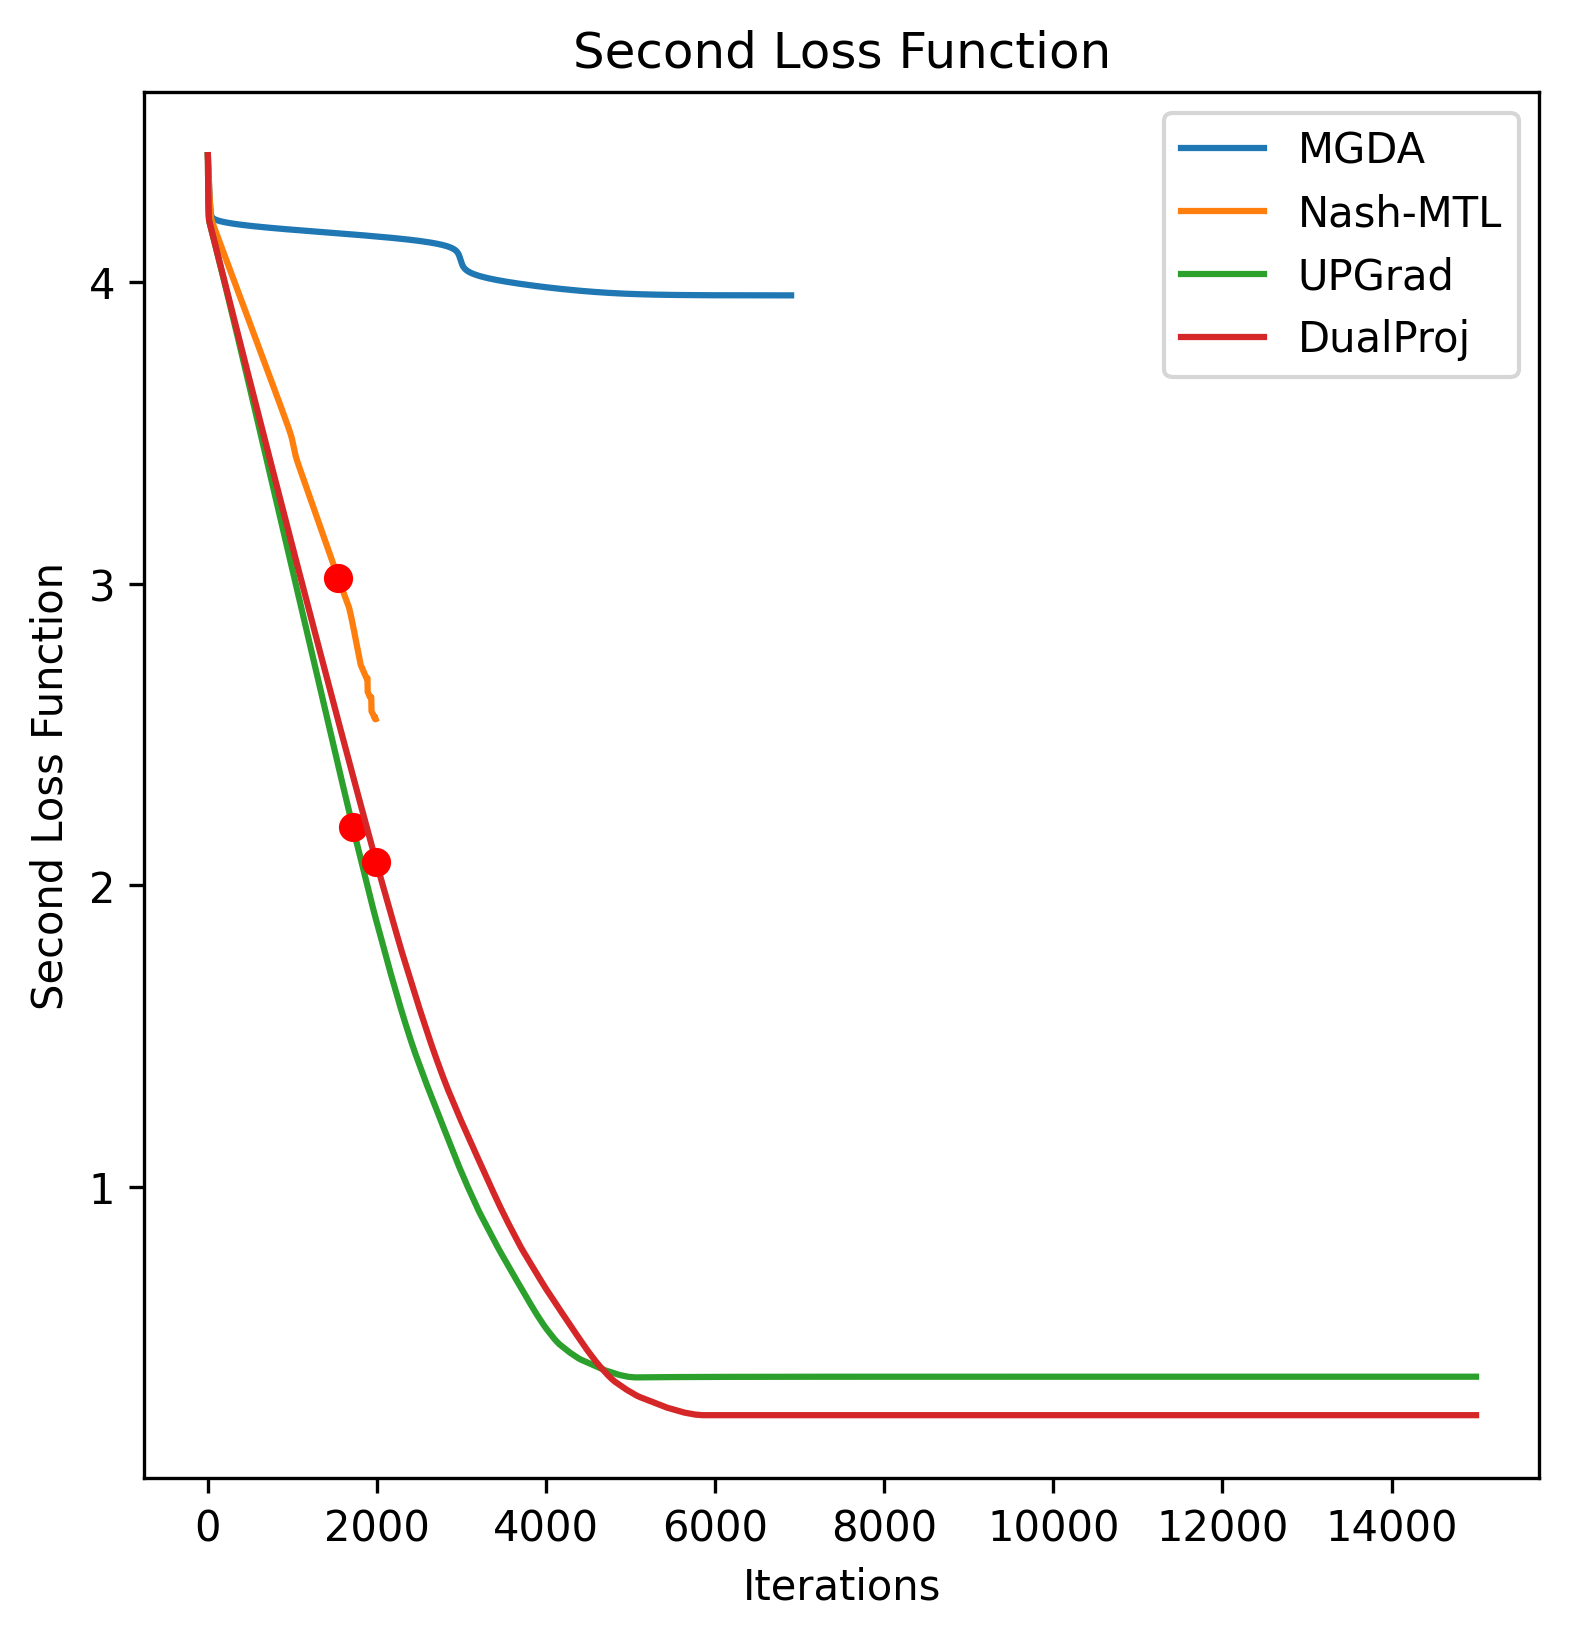 Second Loss Function
MGDA
Nash-MTL
UPGrad
DualProj
Second Loss Function
4
3
2
1
0 2000 4000 6000 8000 10000 12000 14000
Iterations